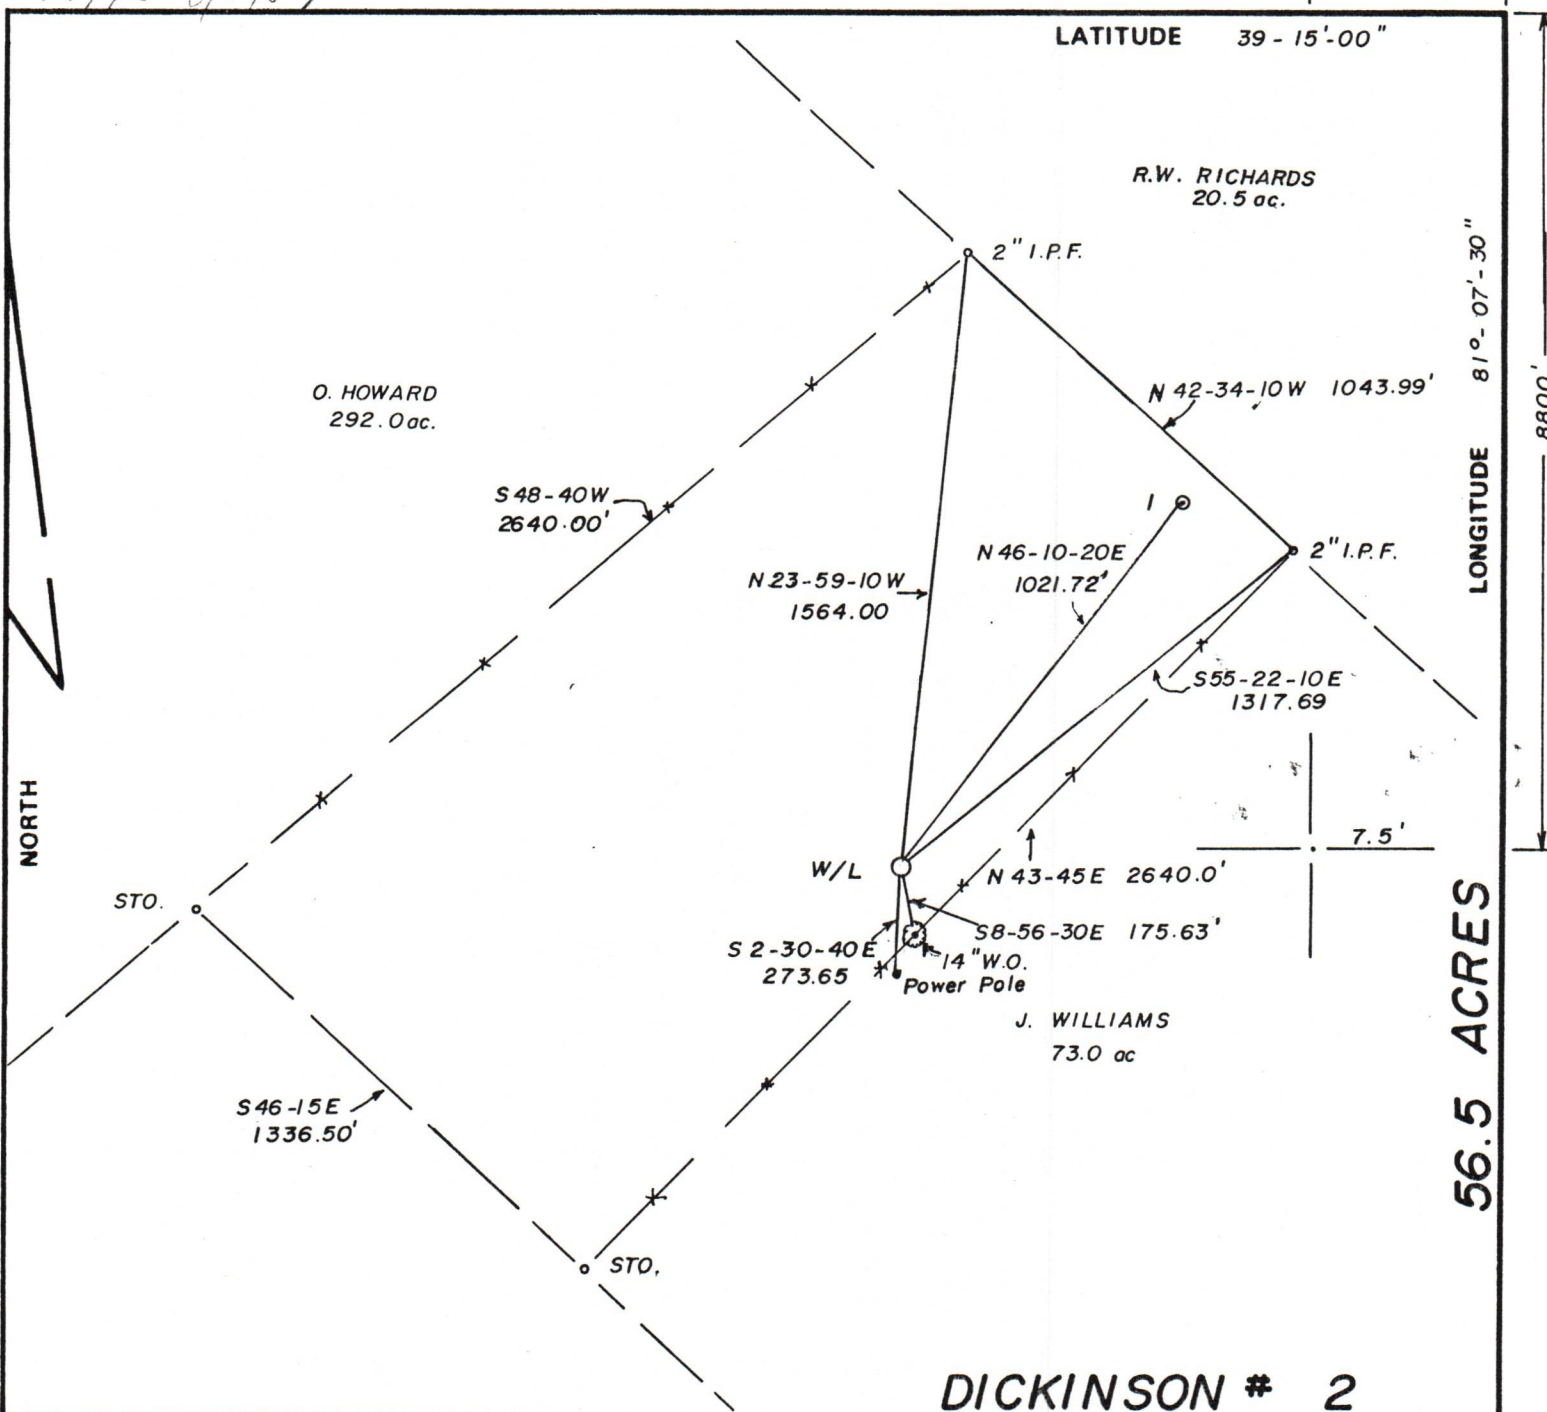 LATITUDE 39-15'-00"
R.W. RICHARDS
20.5 ac.
2" I.P.F.
LONGITUDE 81°-07'-30"
8800'
O. HOWARD
292.0 ac.
N 42-34-10W 1043.99'
S 48-40W
2640.00'
1
N 46-10-20E
1021.72'
2" I.P.F.
N 23-59-10W
1564.00
S55-22-10E
1317.69
NORTH
7.5'
W/L
N 43-45E 2640.0'
STO.
S8-56-30E 175.63'
S 2-30-40E
273.65
14" W.O.
Power Pole
J. WILLIAMS
73.0 ac
56.5 ACRES
S 46-15E
1336.50'
STO.
DICKINSON # 2